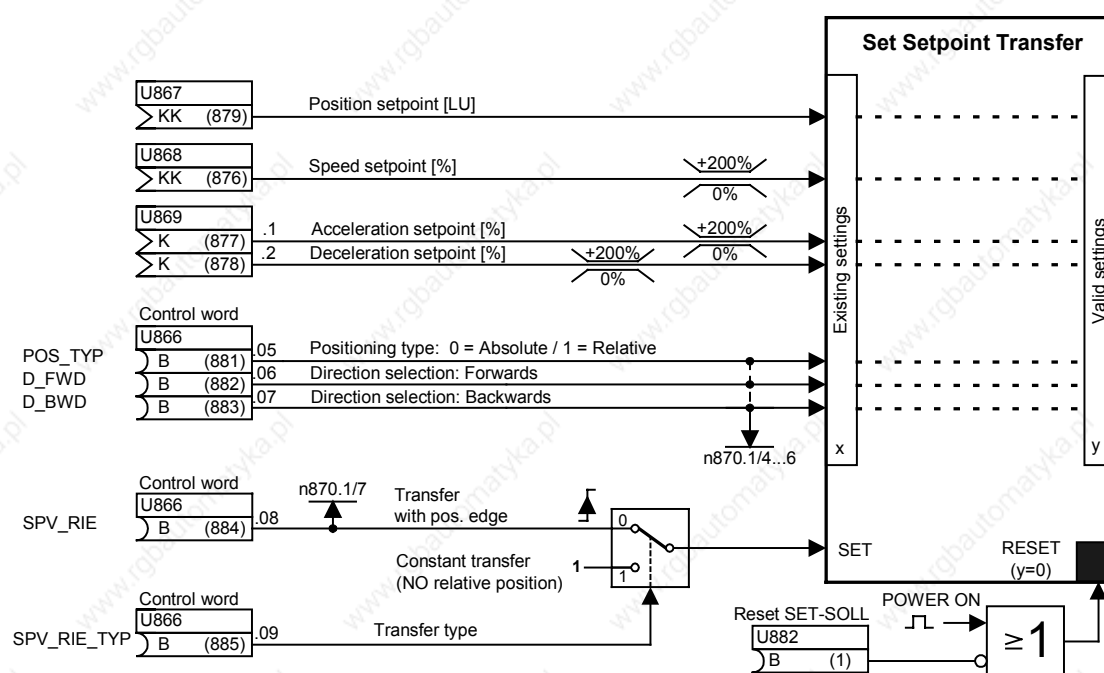 Set Setpoint Transfer
U867
KK (879)
Position setpoint [LU]
U868
KK (876)
Speed setpoint [%]
+200%
0%
U869
K (877)
.1
Acceleration setpoint [%]
+200%
0%
K (878)
.2
Deceleration setpoint [%]
+200%
0%
Existing settings
x
Valid settings
y
Control word
U866
POS_TYP
B (881)
.05
Positioning type: 0 = Absolute / 1 = Relative
D_FWD
B (882)
.06
Direction selection: Forwards
D_BWD
B (883)
.07
Direction selection: Backwards
n870.1/4...6
Control word
U866
SPV_RIE
B (884)
.08
n870.1/7
Transfer
with pos. edge
0
Constant transfer
(NO relative position)
1
1
SET
RESET
(y=0)
Control word
U866
SPV_RIE_TYP
B (885)
.09
Transfer type
POWER ON
Reset SET-SOLL
U882
B (1)
≥1
www.rgbautomatyka.pl